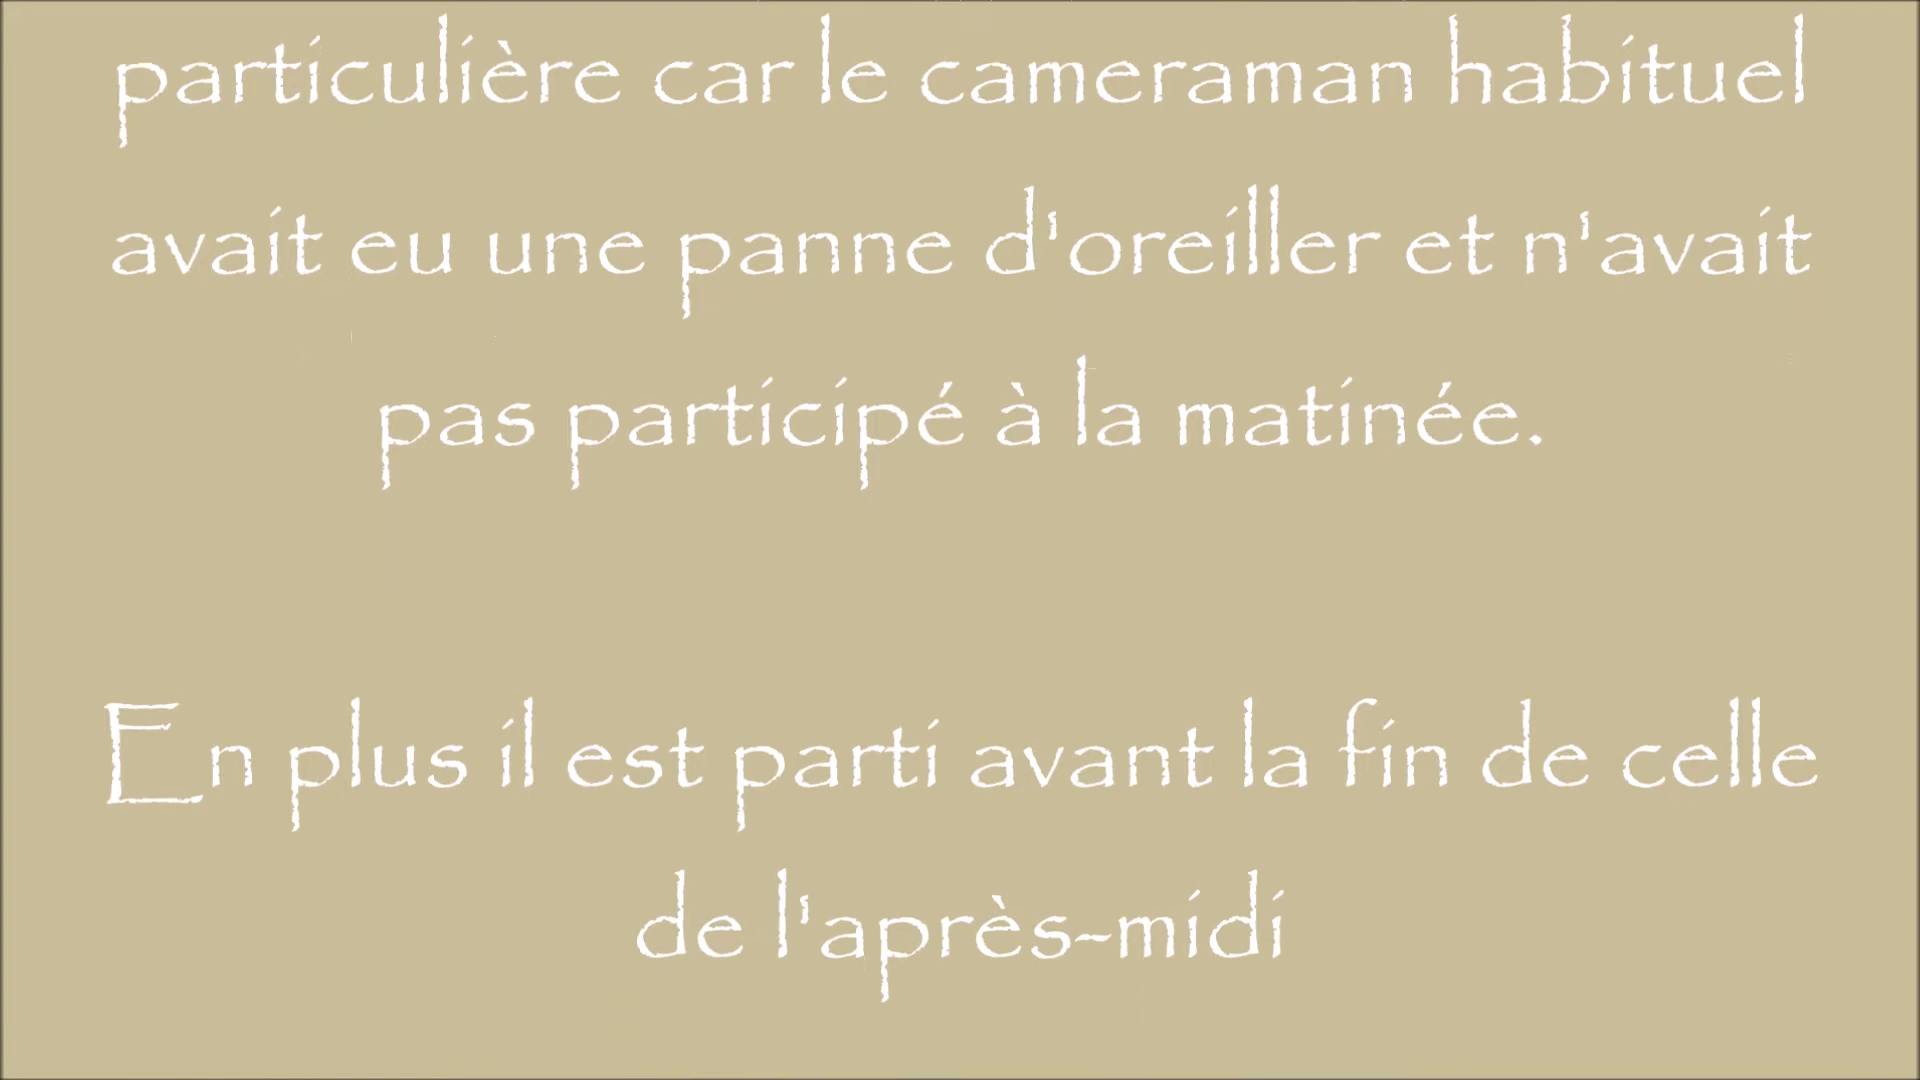 particulière car le cameraman habituel
avait eu une panne d'oreiller et n'avait
pas participé à la matinée.
En plus il est parti avant la fin de celle
de l'après-midi